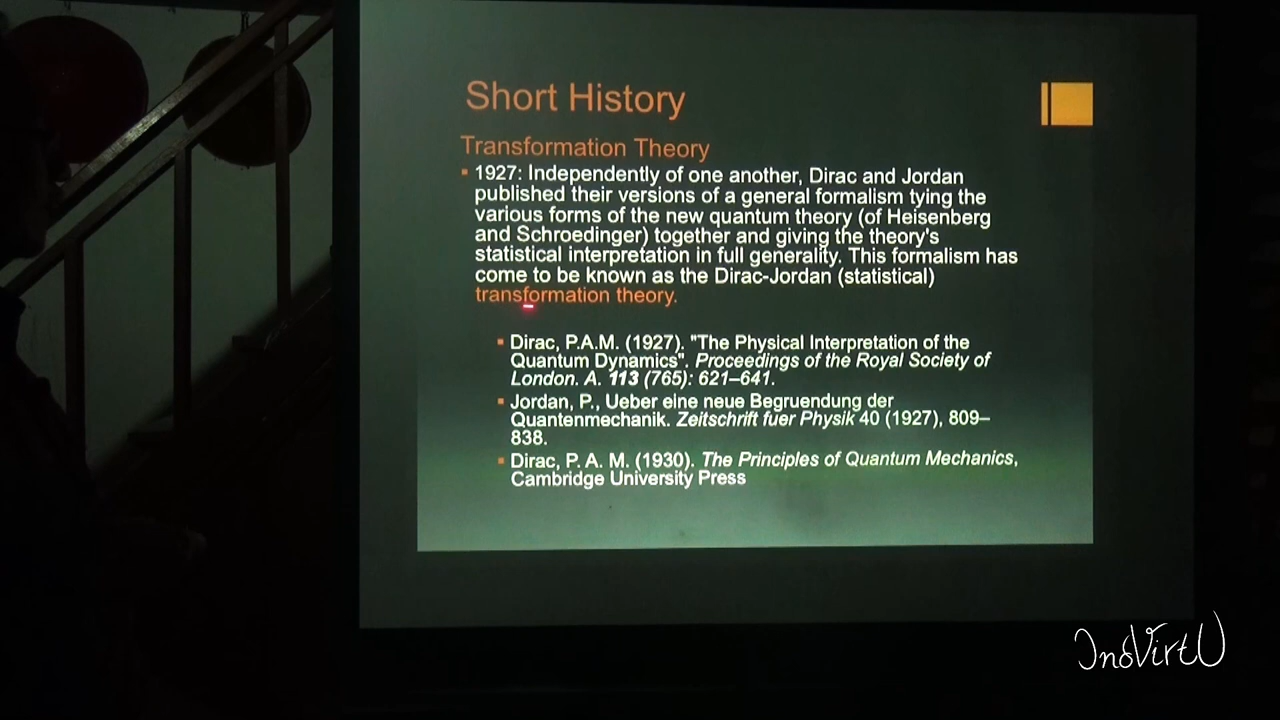 Short History
Transformation Theory
1927: Independently of one another, Dirac and Jordan
published their versions of a general formalism tying the
various forms of the new quantum theory (of Heisenberg
and Schroedinger) together and giving the theory's
statistical interpretation in full generality. This formalism has
come to be known as the Dirac-Jordan (statistical)
transformation theory.
Dirac, P.A.M. (1927). "The Physical Interpretation of the
Quantum Dynamics". Proceedings of the Royal Society of
London. A. 113 (765): 621–641.
Jordan, P., Ueber eine neue Begruendung der
Quantenmechanik. Zeitschrift fuer Physik 40 (1927), 809–
838.
Dirac, P. A. M. (1930). The Principles of Quantum Mechanics,
Cambridge University Press
InoVirtU